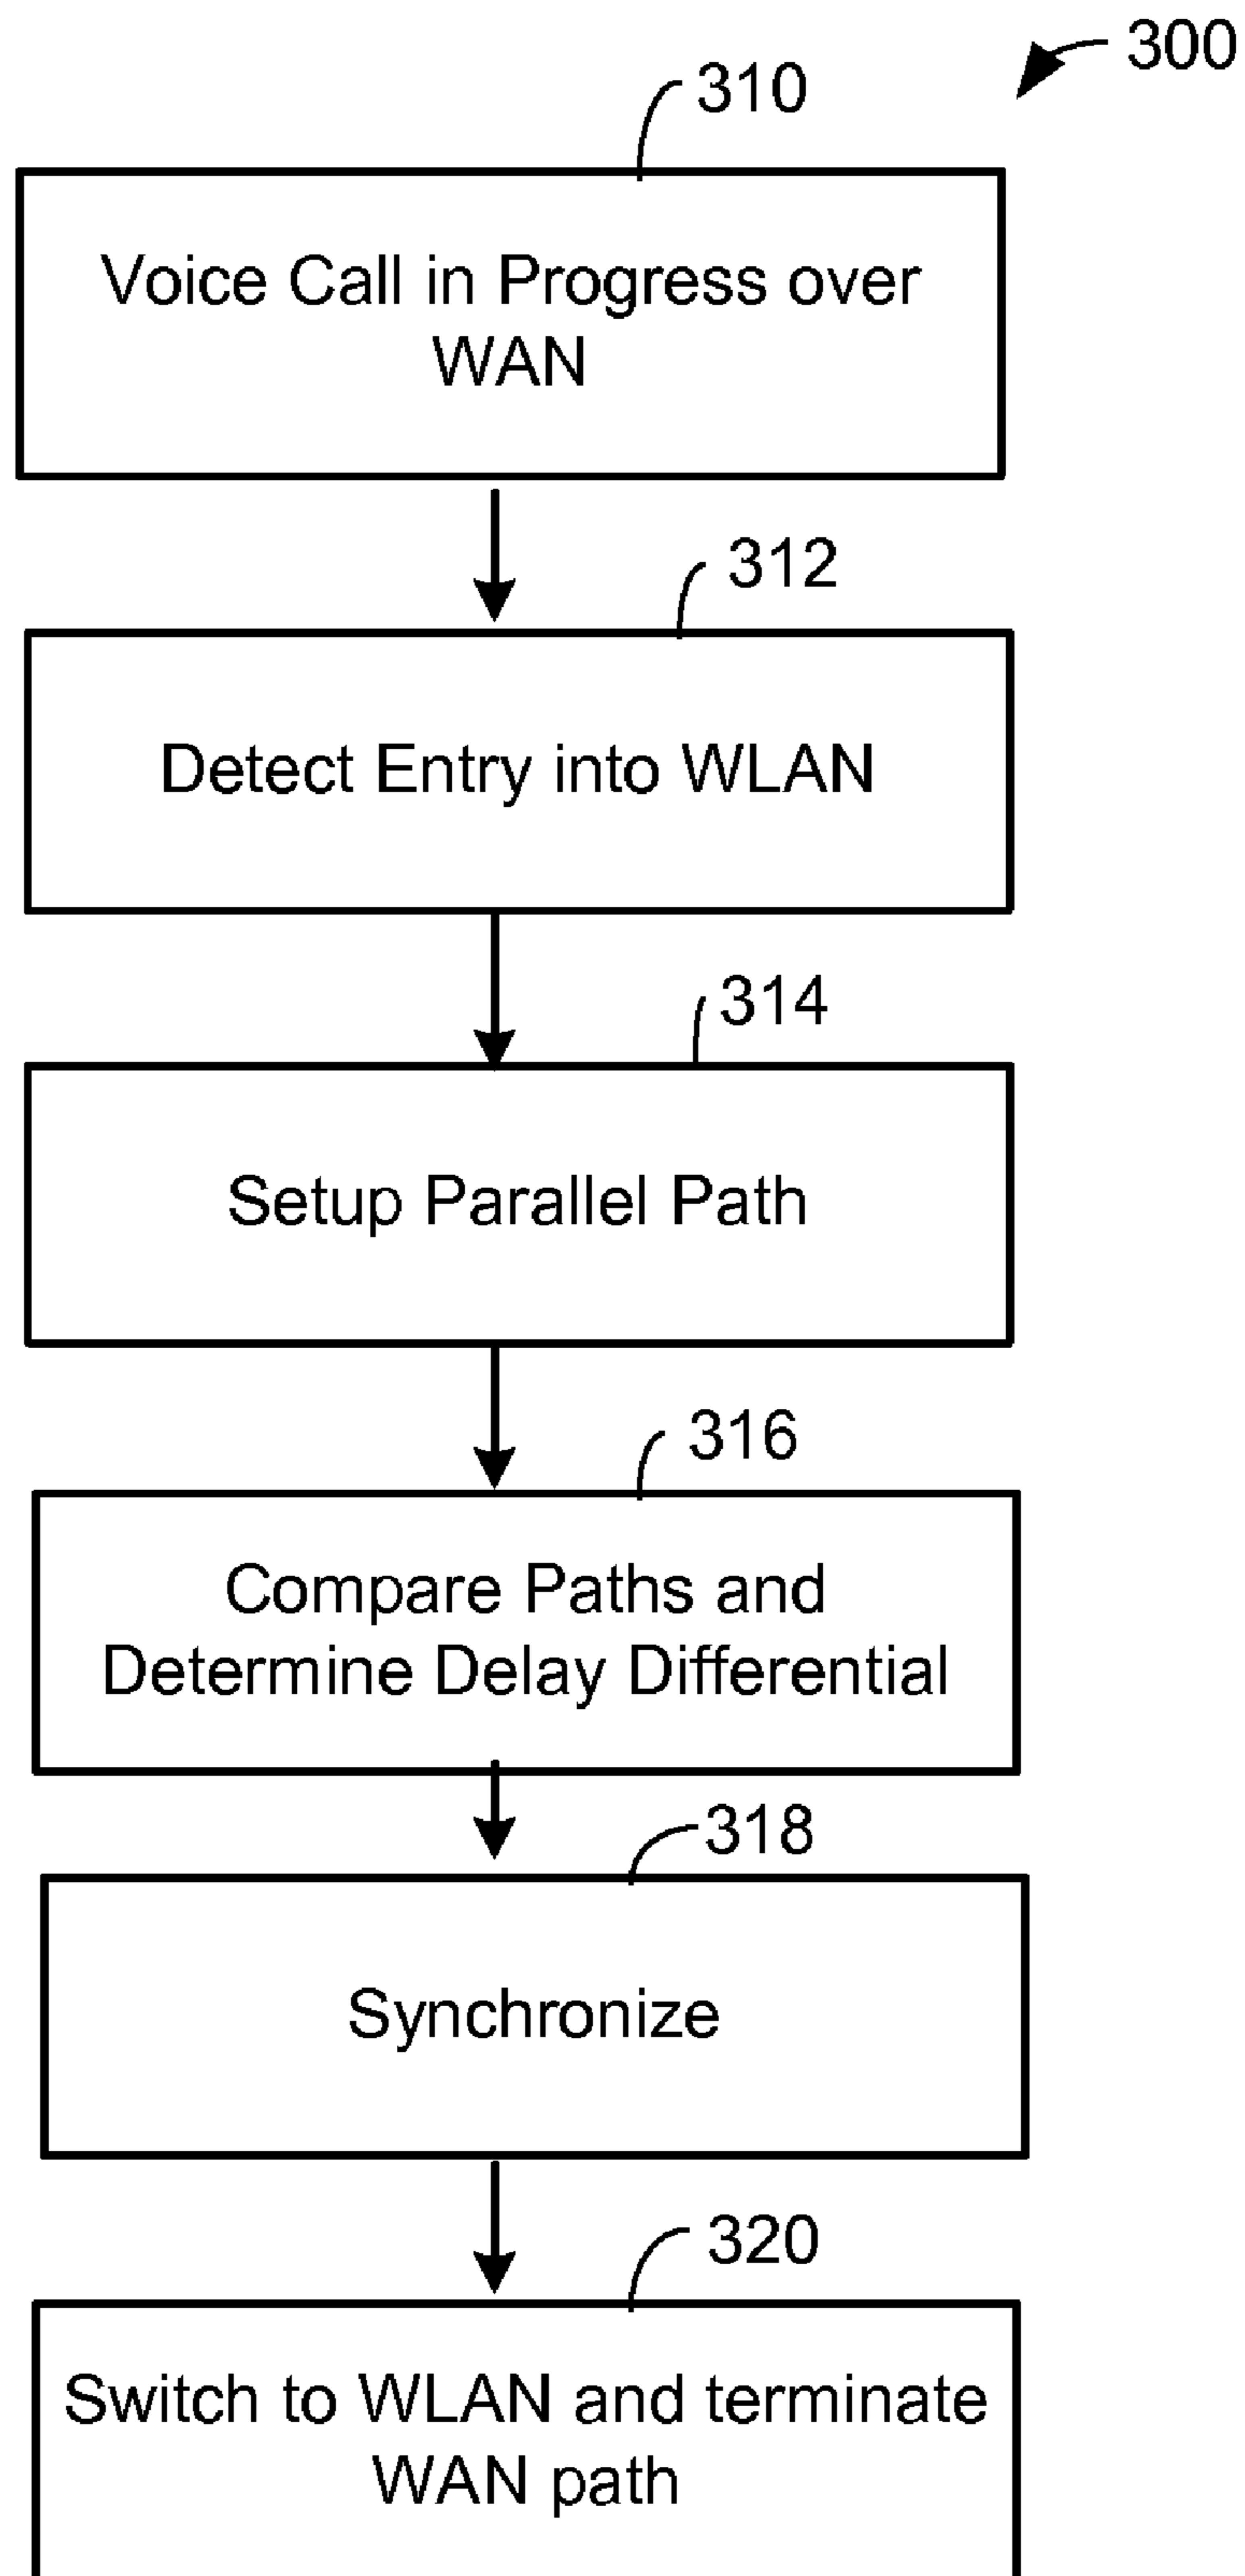 300
310
Voice Call in Progress over
WAN
312
Detect Entry into WLAN
314
Setup Parallel Path
316
Compare Paths and
Determine Delay Differential
318
Synchronize
320
Switch to WLAN and terminate
WAN path